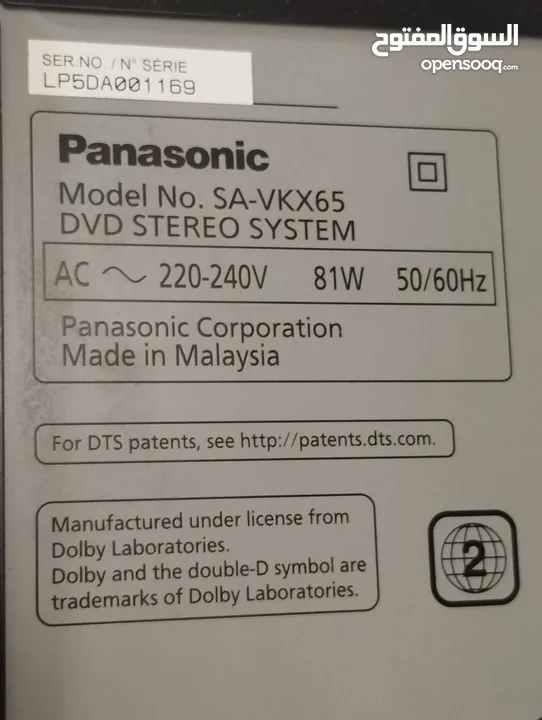 السوق المفتوح
opensooq.com
SER.NO. / N° SÉRIE
LP5DA001169
Panasonic
Model No. SA-VKX65
DVD STEREO SYSTEM
AC ～ 220-240V 81W 50/60Hz
Panasonic Corporation
Made in Malaysia
For DTS patents, see http://patents.dts.com.
Manufactured under license from
Dolby Laboratories.
Dolby and the double-D symbol are
trademarks of Dolby Laboratories.
2